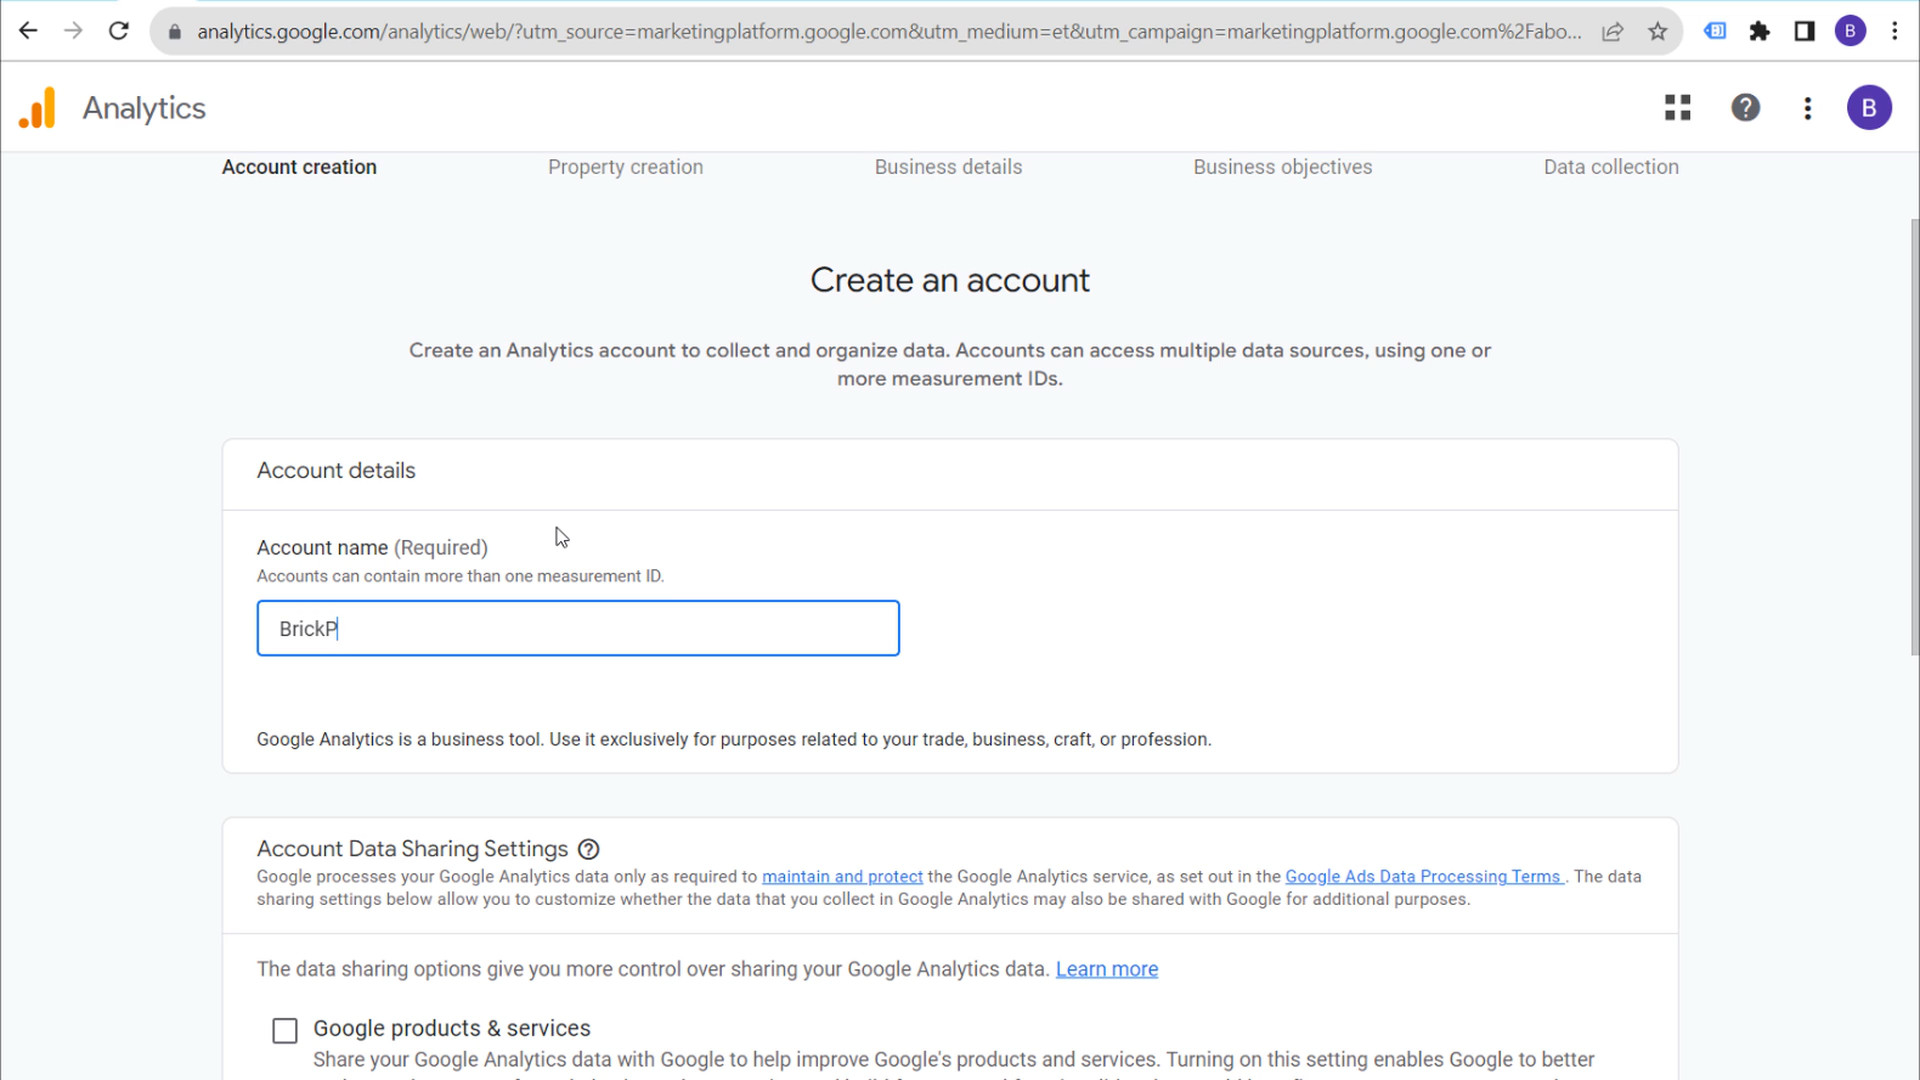 analytics.google.com/analytics/web/?utm_source=marketingplatform.google.com&utm_medium=et&utm_campaign=marketingplatform.google.com%2Fabo...
B
Analytics
B
Account creation
Property creation
Business details
Business objectives
Data collection
Create an account
Create an Analytics account to collect and organize data. Accounts can access multiple data sources, using one or
more measurement IDs.
Account details
Account name (Required)
Accounts can contain more than one measurement ID.
BrickP
Google Analytics is a business tool. Use it exclusively for purposes related to your trade, business, craft, or profession.
Account Data Sharing Settings
Google processes your Google Analytics data only as required to maintain and protect the Google Analytics service, as set out in the Google Ads Data Processing Terms . The data
sharing settings below allow you to customize whether the data that you collect in Google Analytics may also be shared with Google for additional purposes.
The data sharing options give you more control over sharing your Google Analytics data. Learn more
Google products & services
Share your Google Analytics data with Google to help improve Google's products and services. Turning on this setting enables Google to better